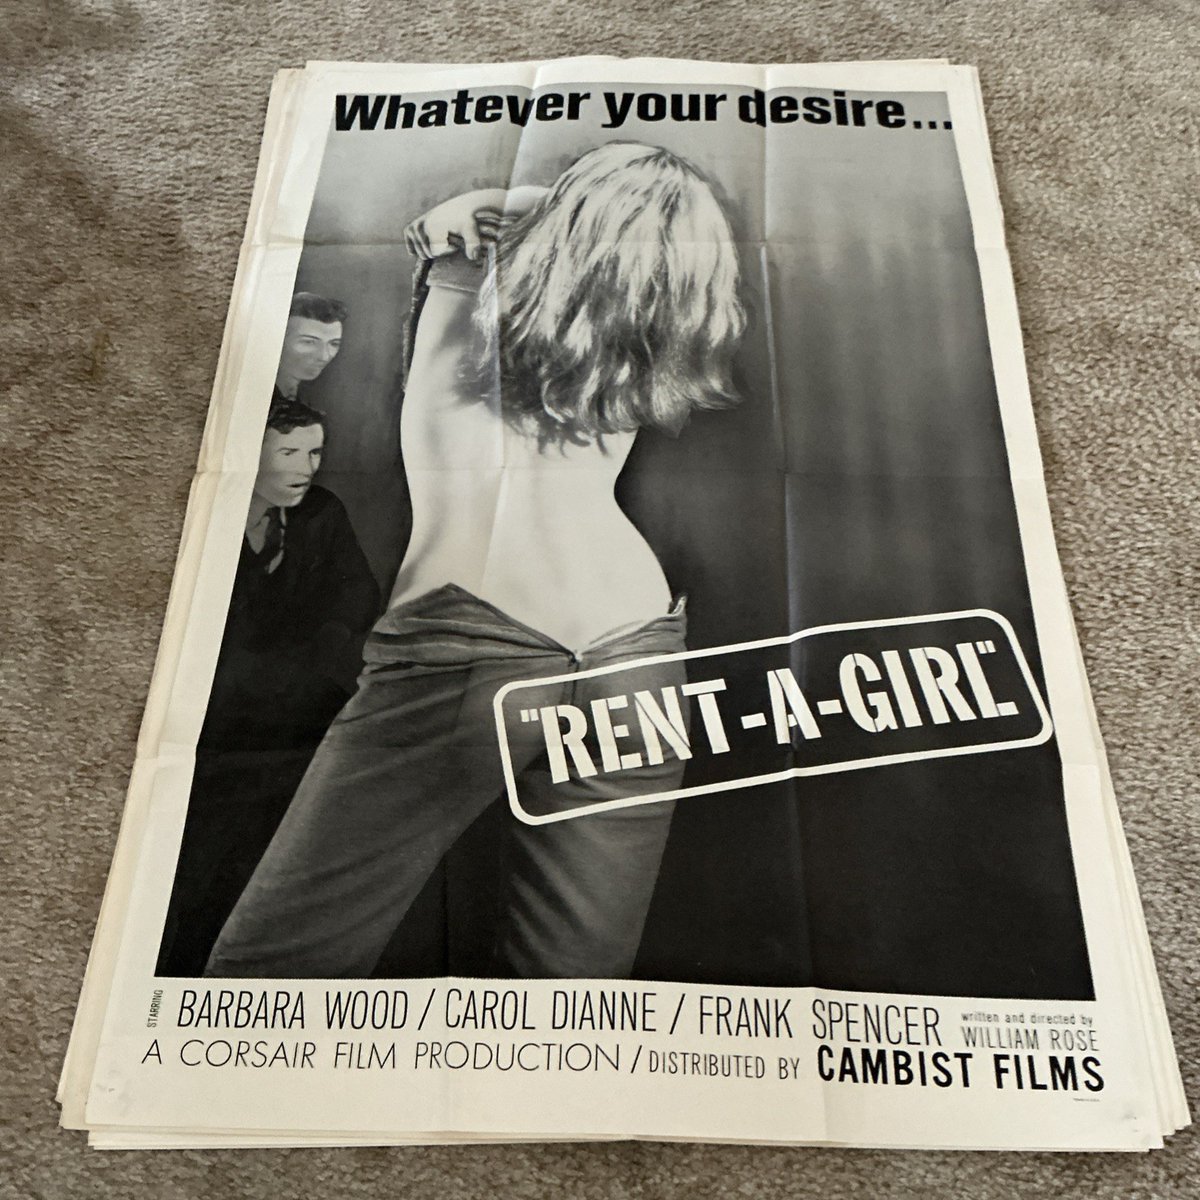 Whatever your desire...
"RENT-A-GIRL"
STARRING
BARBARA WOOD / CAROL DIANNE / FRANK SPENCER
written and directed by
WILLIAM ROSE
A CORSAIR FILM PRODUCTION / DISTRIBUTED BY CAMBIST FILMS